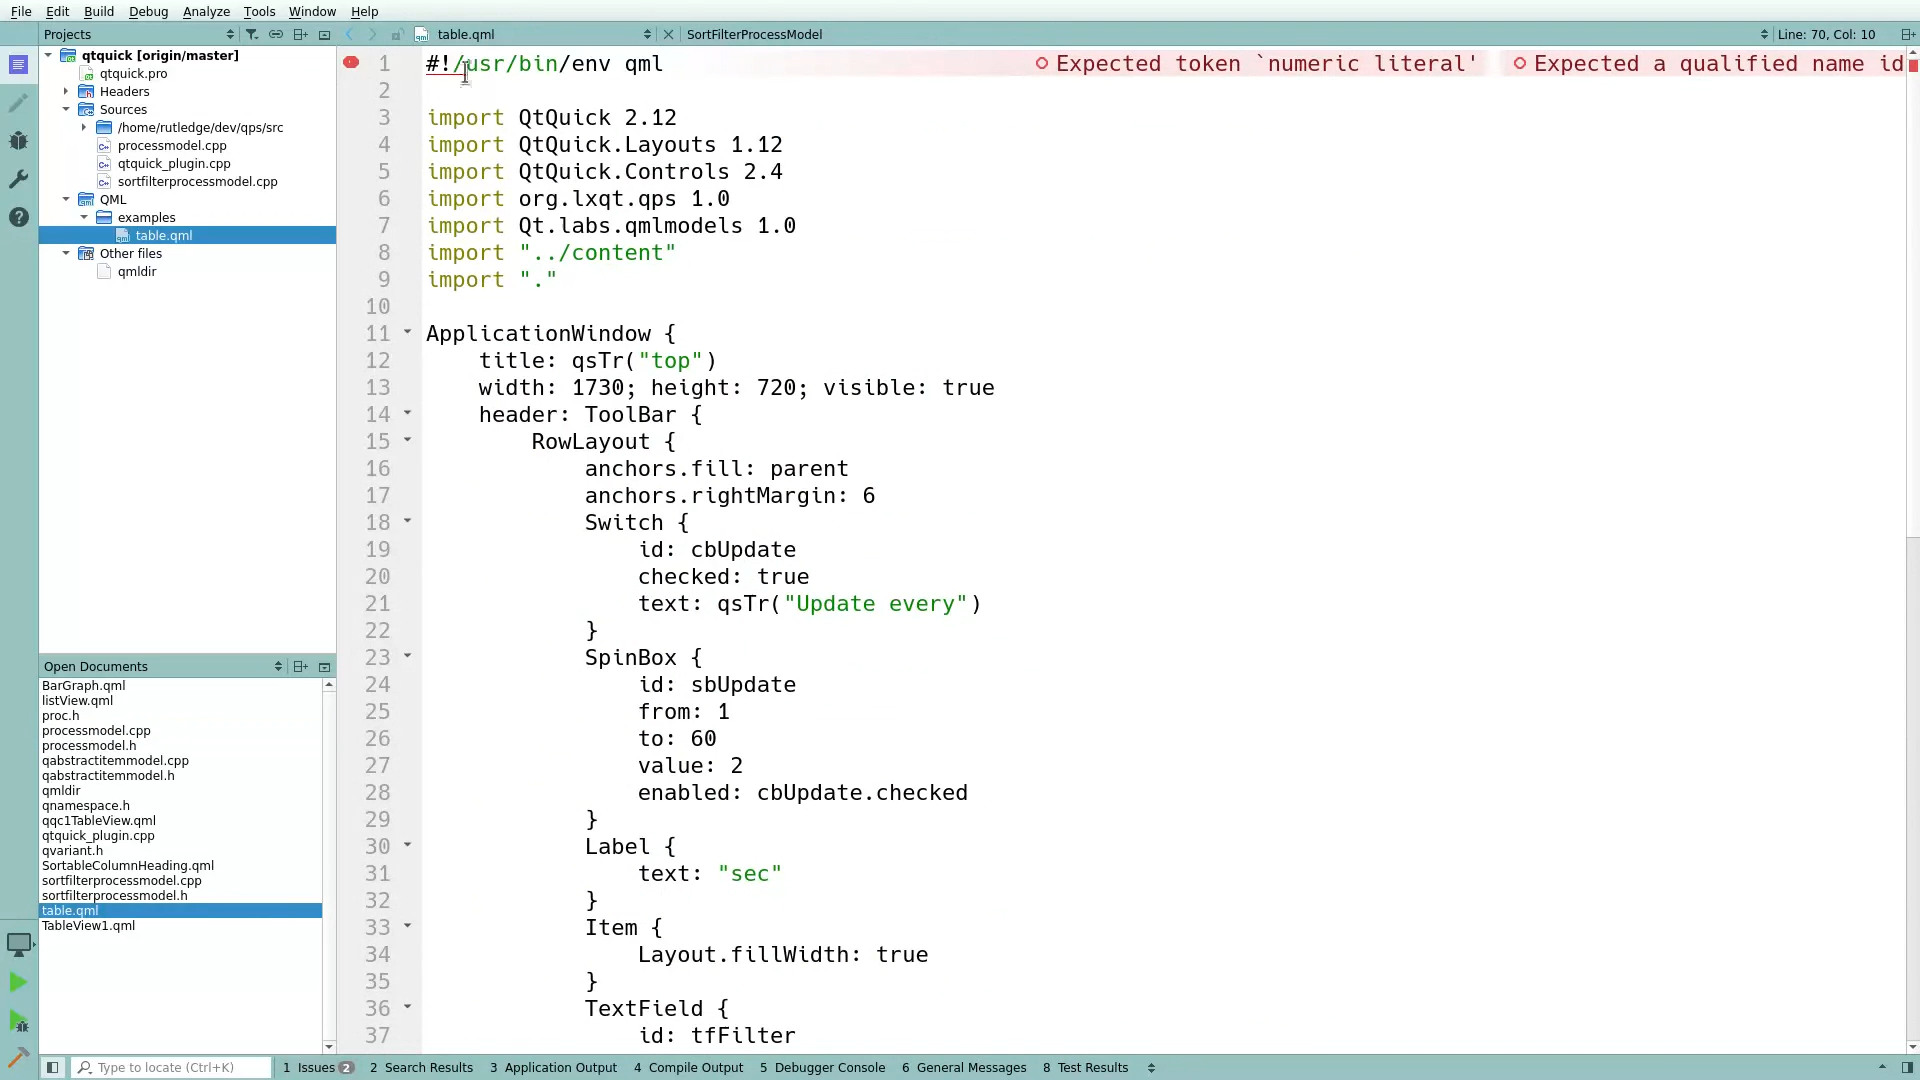 File Edit Build Debug Analyze Tools Window Help
Projects
table.qml
SortFilterProcessModel
Line: 70, Col: 10
qtquick [origin/master]
qtquick.pro
Headers
Sources
/home/rutledge/dev/qps/src
processmodel.cpp
qtquick_plugin.cpp
sortfilterprocessmodel.cpp
QML
examples
table.qml
Other files
qmldir
Open Documents
BarGraph.qml
listView.qml
proc.h
processmodel.cpp
processmodel.h
qabstractitemmodel.cpp
qabstractitemmodel.h
qmldir
qnamespace.h
qqc1TableView.qml
qtquick_plugin.cpp
qvariant.h
SortableColumnHeading.qml
sortfilterprocessmodel.cpp
sortfilterprocessmodel.h
table.qml
TableView1.qml
1 #!/usr/bin/env qml Expected token `numeric literal' Expected a qualified name id
2
3 import QtQuick 2.12
4 import QtQuick.Layouts 1.12
5 import QtQuick.Controls 2.4
6 import org.lxqt.qps 1.0
7 import Qt.labs.qmlmodels 1.0
8 import "../content"
9 import "."
10
11 ApplicationWindow {
12 title: qsTr("top")
13 width: 1730; height: 720; visible: true
14 header: ToolBar {
15 RowLayout {
16 anchors.fill: parent
17 anchors.rightMargin: 6
18 Switch {
19 id: cbUpdate
20 checked: true
21 text: qsTr("Update every")
22 }
23 SpinBox {
24 id: sbUpdate
25 from: 1
26 to: 60
27 value: 2
28 enabled: cbUpdate.checked
29 }
30 Label {
31 text: "sec"
32 }
33 Item {
34 Layout.fillWidth: true
35 }
36 TextField {
37 id: tfFilter
Type to locate (Ctrl+K)
1 Issues 2
2 Search Results
3 Application Output
4 Compile Output
5 Debugger Console
6 General Messages
8 Test Results